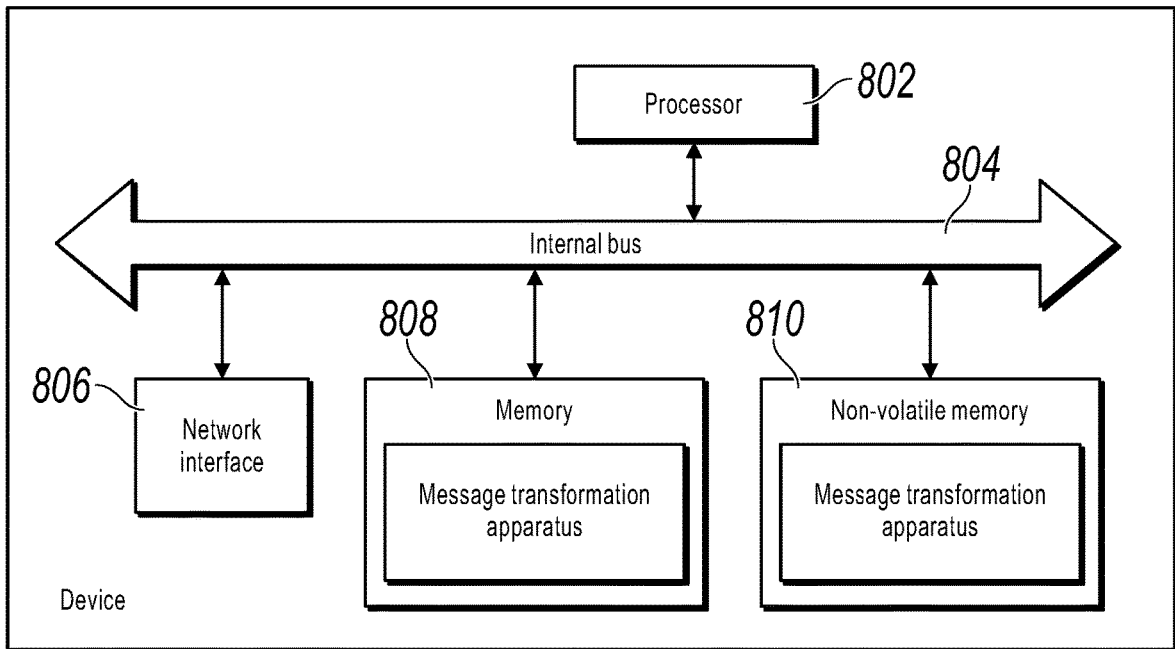 802
Processor
804
Internal bus
808
810
806
Memory
Non-volatile memory
Network
interface
Message transformation
apparatus
Message transformation
apparatus
Device